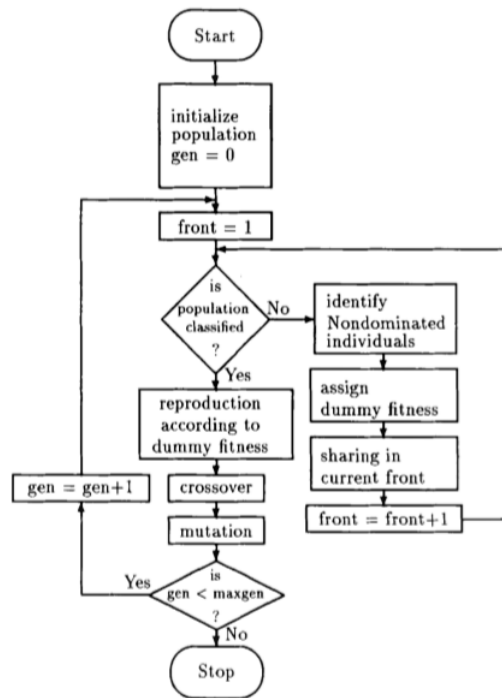 Start
initialize
population
gen = 0
front = 1
is
population
classified
?
No
identify
Nondominated
individuals
Yes
assign
dummy fitness
reproduction
according to
dummy fitness
sharing in
current front
gen = gen+1
crossover
front = front+1
mutation
Yes
is
gen < maxgen
?
No
Stop